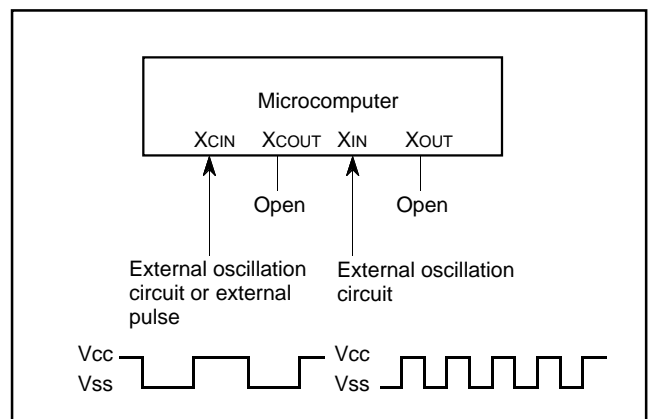 Microcomputer
XCIN XCOUT XIN XOUT
Open Open
External oscillation
circuit or external
pulse
External oscillation
circuit
Vcc Vcc
Vss Vss